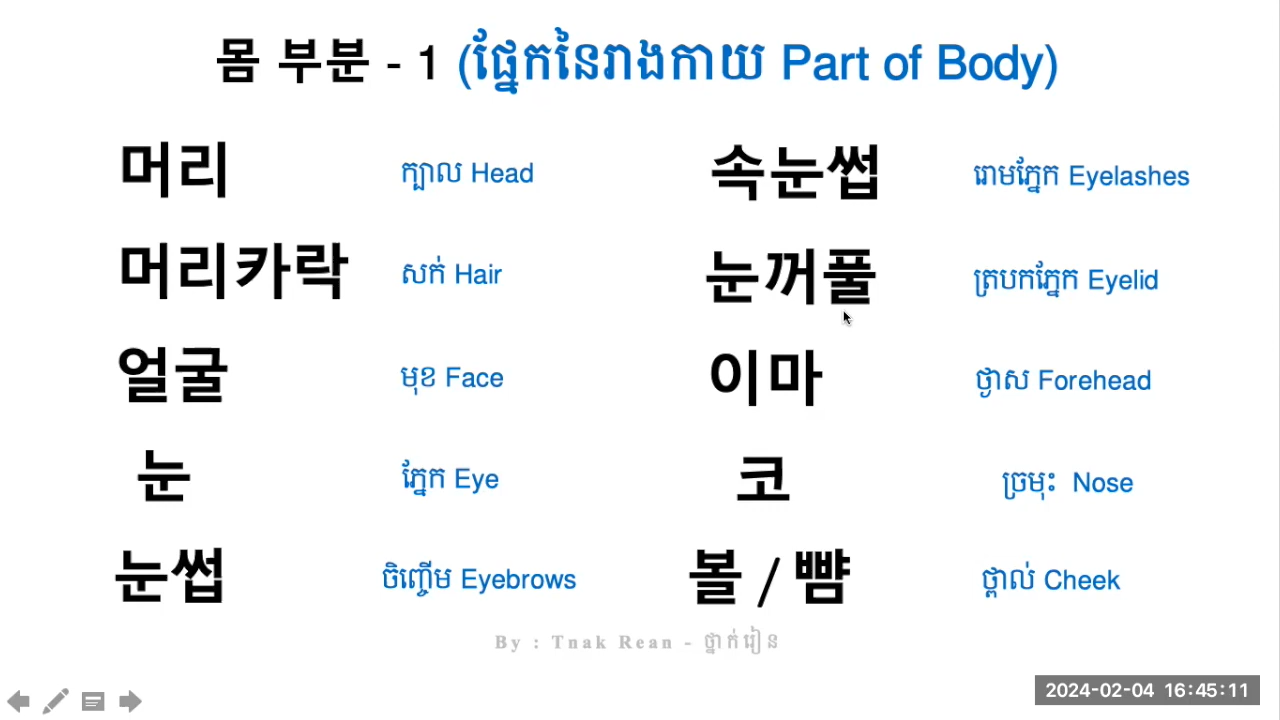 몸 부분 - 1 (ផ្នែកនៃរាងកាយ Part of Body)
머리 ក្បាល Head
머리카락 សក់ Hair
얼굴 មុខ Face
눈 ភ្នែក Eye
눈썹 ចិញ្ចើម Eyebrows
속눈썹 រោមភ្នែក Eyelashes
눈꺼풀 ត្របកភ្នែក Eyelid
이마 ថ្ងាស Forehead
코 ច្រមុះ Nose
볼 / 뺨 ថ្ពាល់ Cheek
By : Tnak Rean - ថ្នាក់រៀន
2024-02-04 16:45:11